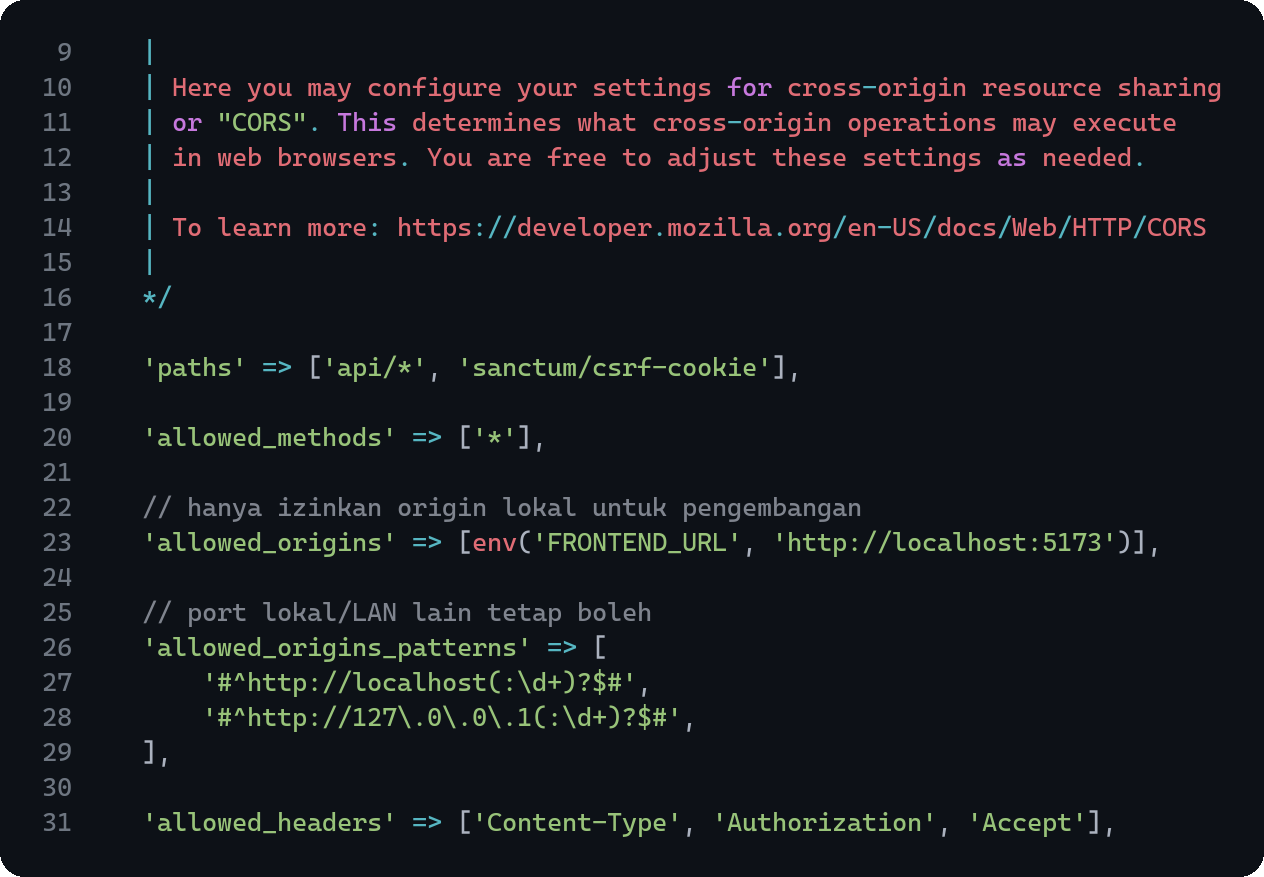 9 |
10 | Here you may configure your settings for cross-origin resource sharing
11 | or "CORS". This determines what cross-origin operations may execute
12 | in web browsers. You are free to adjust these settings as needed.
13 |
14 | To learn more: https://developer.mozilla.org/en-US/docs/Web/HTTP/CORS
15 |
16 */
17
18 'paths' => ['api/*', 'sanctum/csrf-cookie'],
19
20 'allowed_methods' => ['*'],
21
22 // hanya izinkan origin lokal untuk pengembangan
23 'allowed_origins' => [env('FRONTEND_URL', 'http://localhost:5173')],
24
25 // port lokal/LAN lain tetap boleh
26 'allowed_origins_patterns' => [
27 '#^http://localhost(:\d+)?$#',
28 '#^http://127\.0\.0\.1(:\d+)?$#',
29 ],
30
31 'allowed_headers' => ['Content-Type', 'Authorization', 'Accept'],